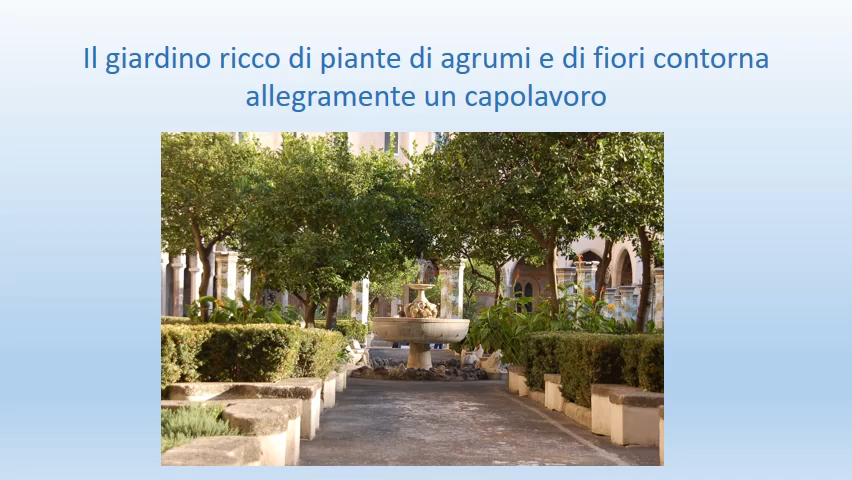 Il giardino ricco di piante di agrumi e di fiori contorna
allegramente un capolavoro